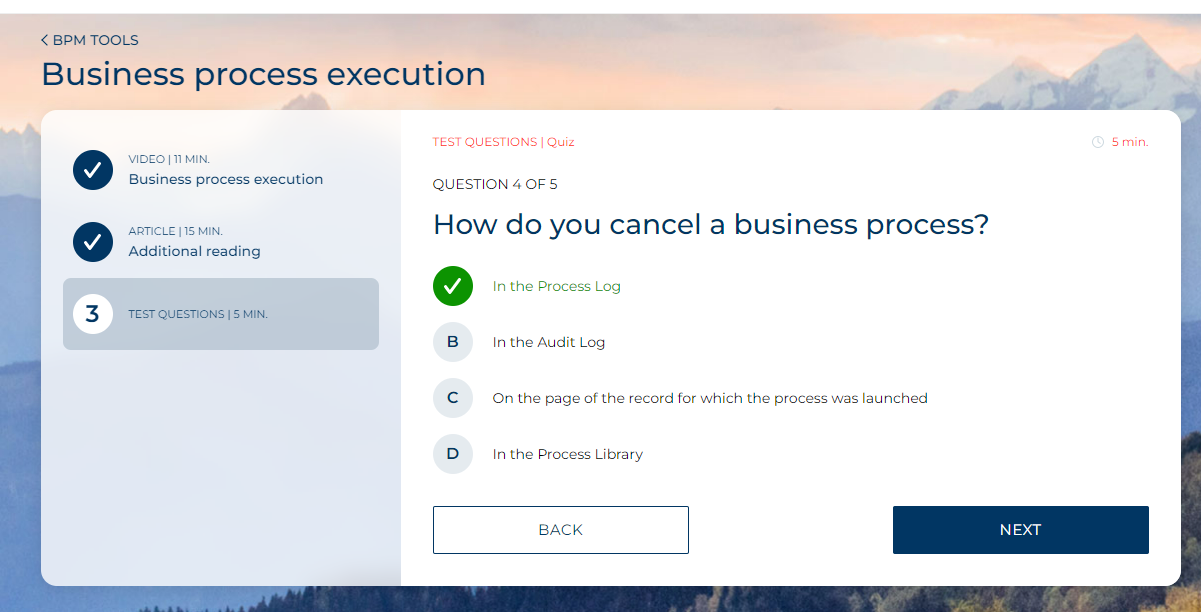 BPM TOOLS
Business process execution
VIDEO | 11 MIN.
Business process execution
ARTICLE | 15 MIN.
Additional reading
3
TEST QUESTIONS | 5 MIN.
TEST QUESTIONS | Quiz
5 min.
QUESTION 4 OF 5
How do you cancel a business process?
In the Process Log
B In the Audit Log
C On the page of the record for which the process was launched
D In the Process Library
BACK
NEXT